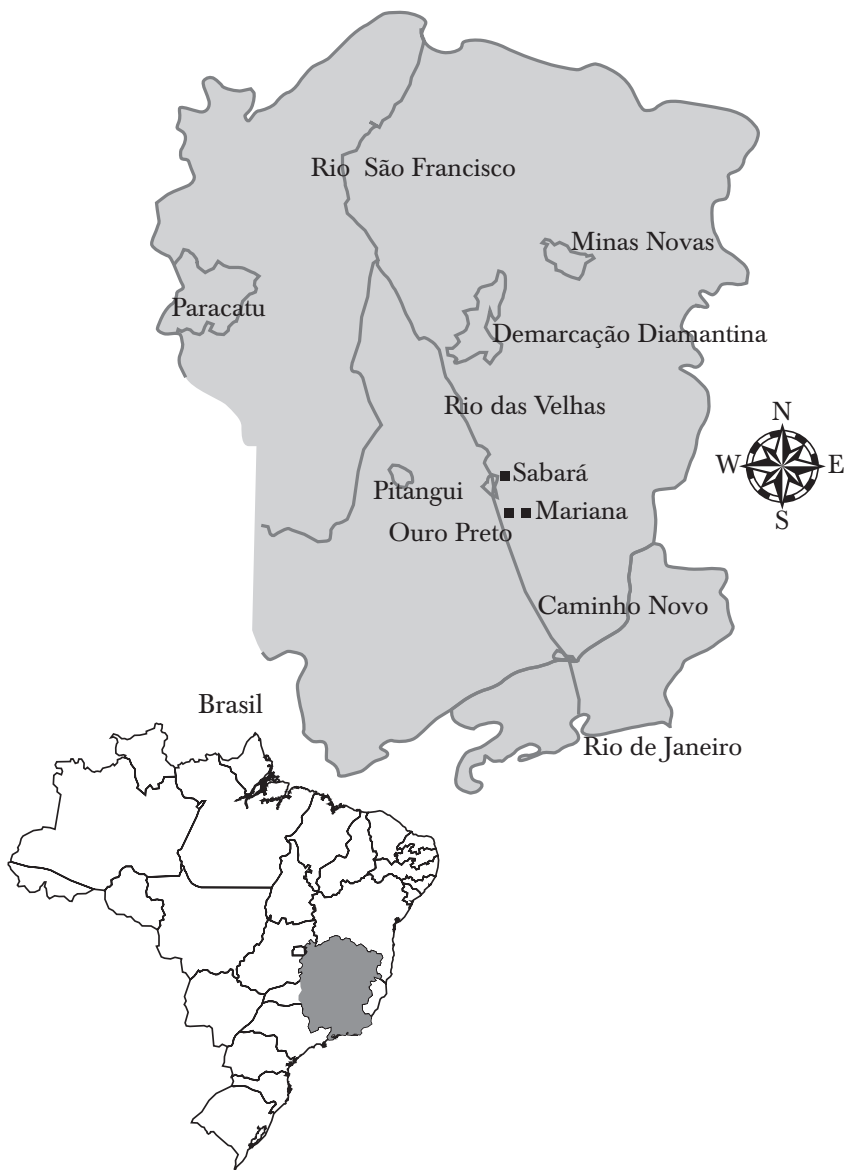 Rio São Francisco
Minas Novas
Paracatu
Demarcação Diamantina
Rio das Velhas
N
W
E
S
Sabará
Pitangui
Mariana
Ouro Preto
Caminho Novo
Brasil
Rio de Janeiro